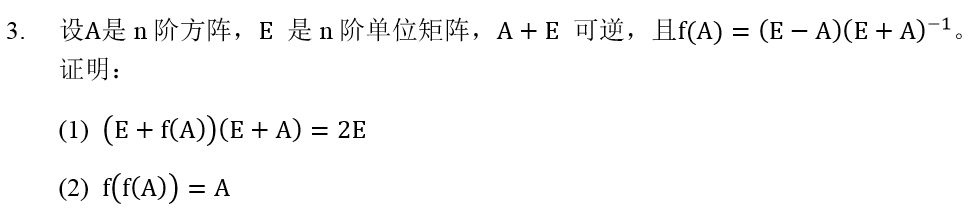 3. 设A是 n 阶方阵，E 是 n 阶单位矩阵，A + E 可逆，且f(A) = (E − A)(E + A)⁻¹。
证明：
(1) (E + f(A))(E + A) = 2E
(2) f(f(A)) = A